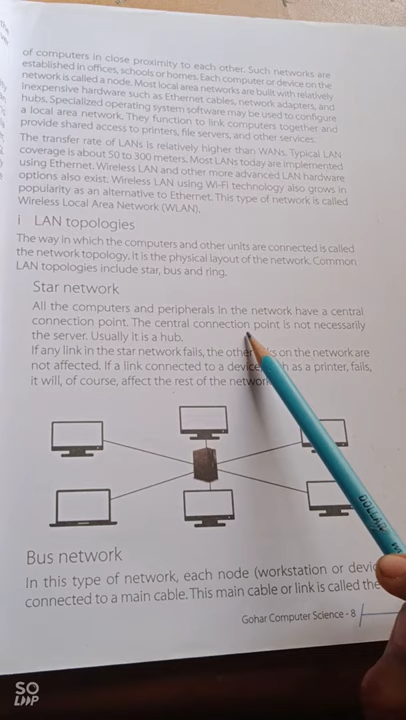 of computers in close proximity to each other. Such networks are
established in offices, schools or homes. Each computer or device on the
network is called a node. Most local area networks are built with relatively
inexpensive hardware such as Ethernet cables, network adapters, and
hubs. Specialized operating system software may be used to configure
a local area network. They function to link computers together and
provide shared access to printers, file servers, and other services.
The transfer rate of LANs is relatively higher than WANs. Typical LAN
coverage is about 50 to 300 meters. Most LANs today are implemented
using Ethernet. Wireless LAN and other more advanced LAN hardware
options also exist. Wireless LAN using Wi-Fi technology also grows in
popularity as an alternative to Ethernet. This type of network is called
Wireless Local Area Network (WLAN).
i LAN topologies
The way in which the computers and other units are connected is called
the network topology. It is the physical layout of the network. Common
LAN topologies include star, bus and ring.
Star network
All the computers and peripherals in the network have a central
connection point. The central connection point is not necessarily
the server. Usually it is a hub.
If any link in the star network fails, the other on the network are
not affected. If a link connected to a device, as a printer, fails,
it will, of course, affect the rest of the network
Bus network
In this type of network, each node (workstation or devic
connected to a main cable. This main cable or link is called the
Gohar Computer Science - 8
DOLLAR
SO
LOOP